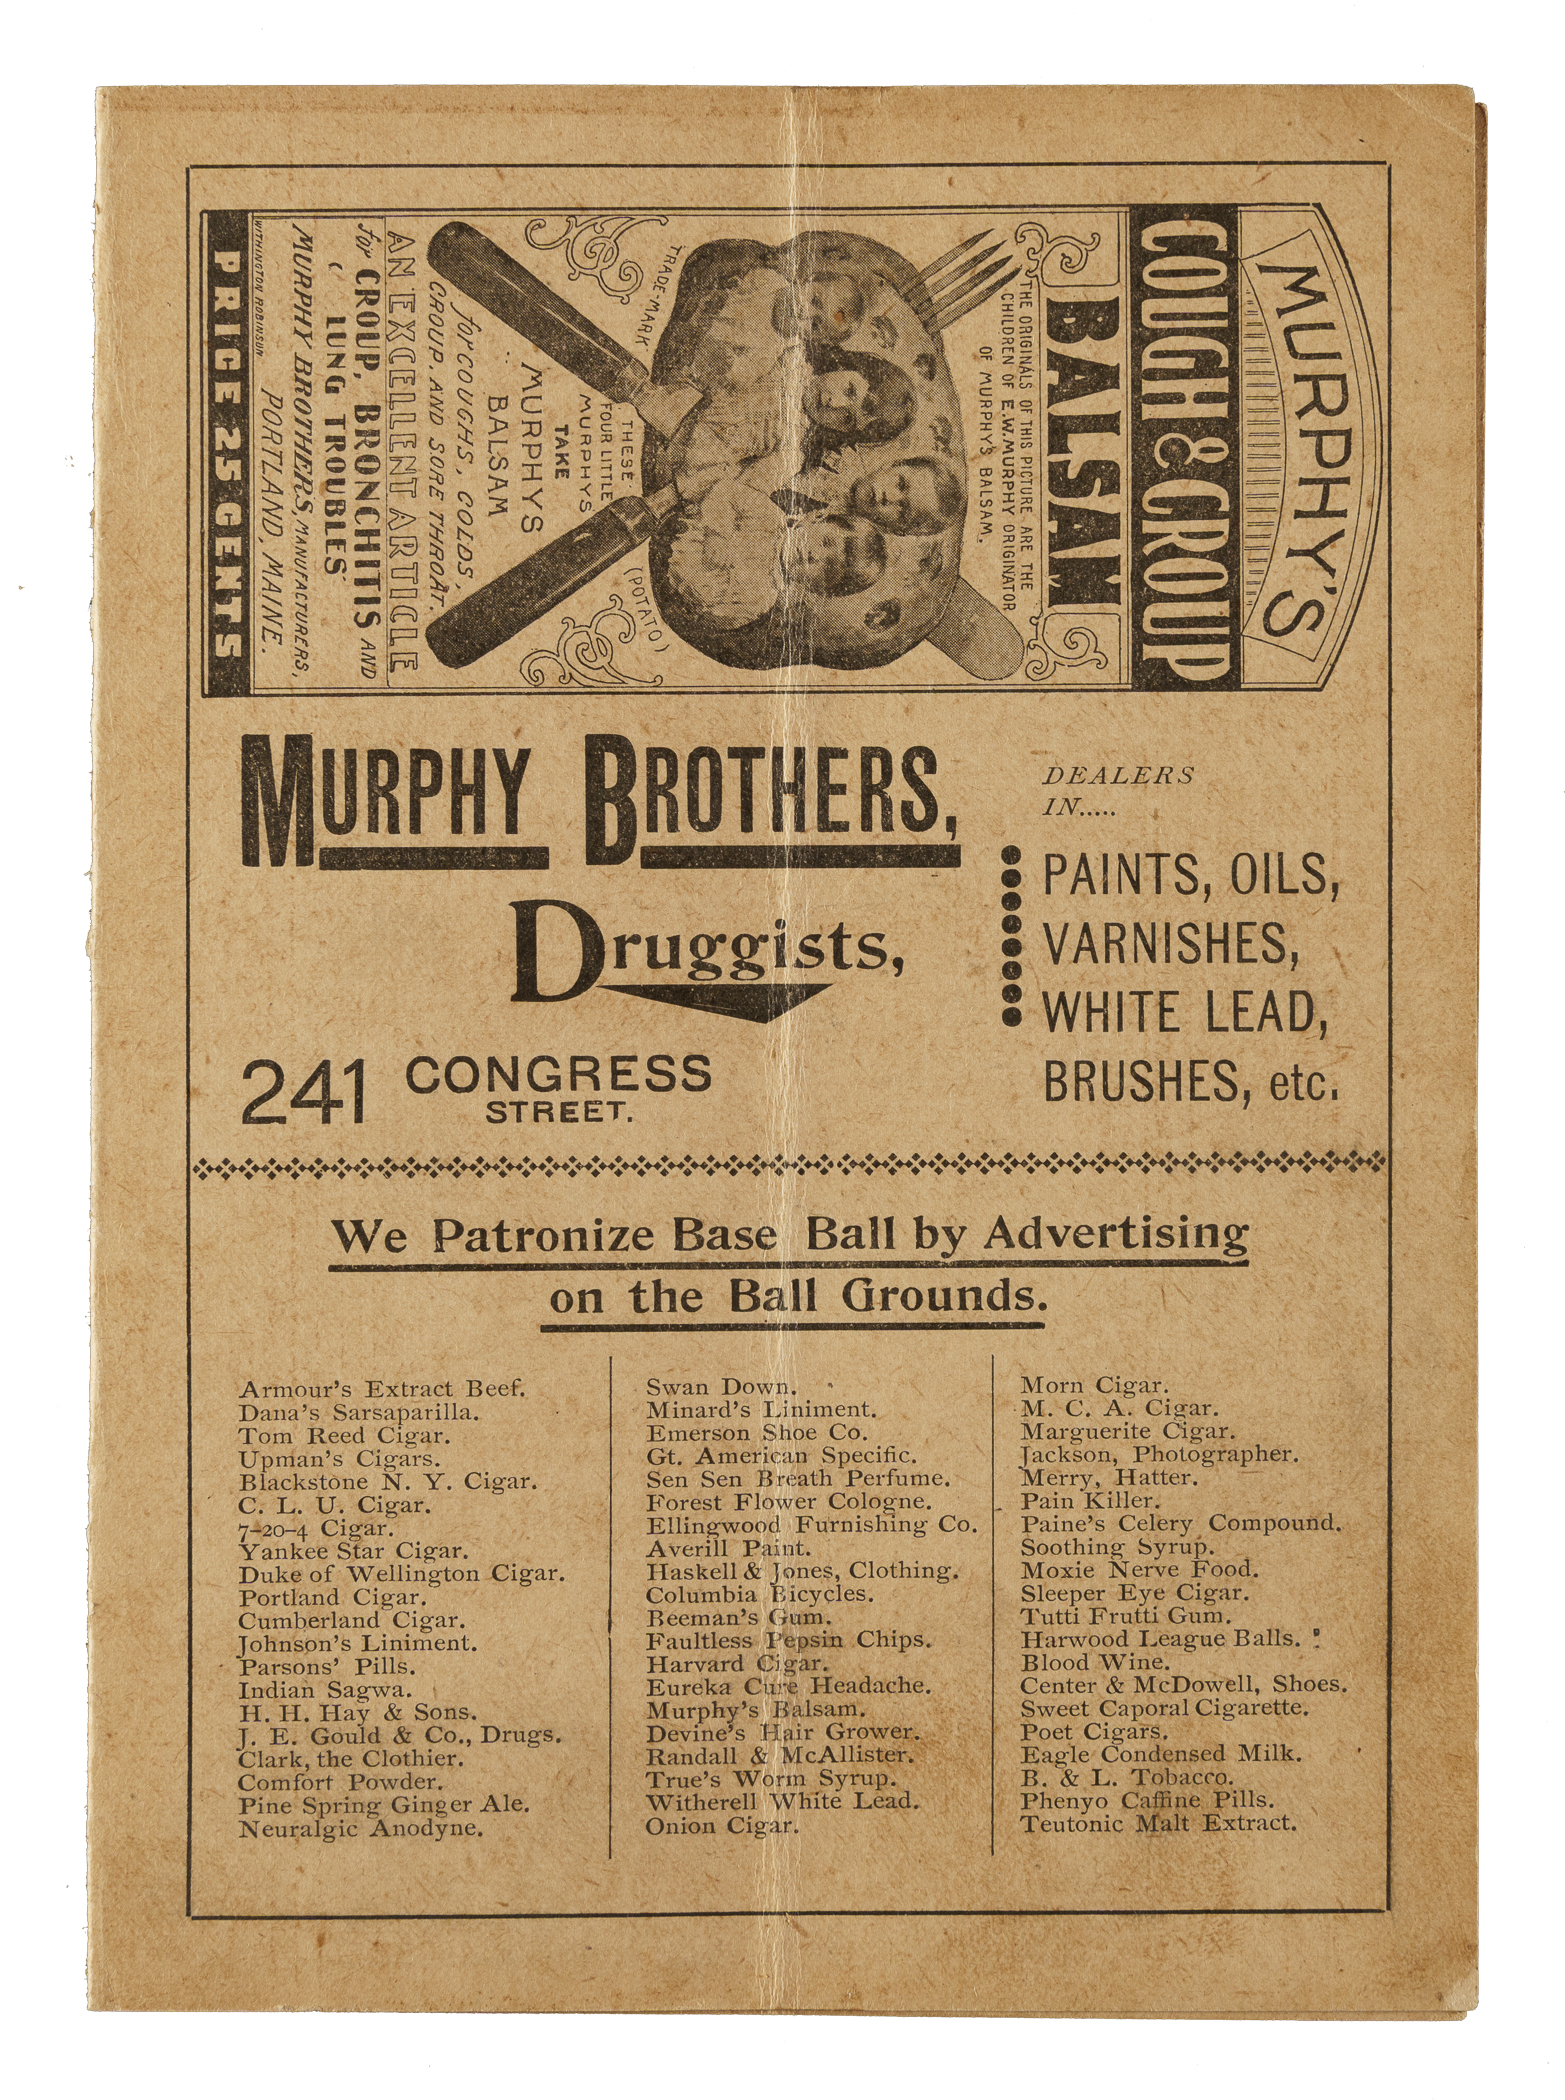 MURPHY'S
COUGH & CROUP
BALSAM
THE ORIGINALS OF THIS PICTURE ARE THE
CHILDREN OF E.W. MURPHY ORIGINATOR
OF MURPHY'S BALSAM.
TRADE-MARK
(POTATO)
THESE
FOUR LITTLE
MURPHYS
TAKE
MURPHYS
BALSAM
for COUGHS, COLDS,
CROUP, AND SORE THROAT.
AN EXCELLENT ARTICLE
for CROUP, BRONCHITIS AND
LUNG TROUBLES
MURPHY BROTHERS, MANUFACTURERS,
PORTLAND, MAINE.
WITHINGTON ROBINSON
PRICE 25 CENTS
MURPHY BROTHERS,
Druggists,
241 CONGRESS
STREET.
DEALERS
IN.....
PAINTS, OILS,
VARNISHES,
WHITE LEAD,
BRUSHES, etc.
We Patronize Base Ball by Advertising
on the Ball Grounds.
Armour's Extract Beef.
Dana's Sarsaparilla.
Tom Reed Cigar.
Upman's Cigars.
Blackstone N. Y. Cigar.
C. L. U. Cigar.
7-20-4 Cigar.
Yankee Star Cigar.
Duke of Wellington Cigar.
Portland Cigar.
Cumberland Cigar.
Johnson's Liniment.
Parsons' Pills.
Indian Sagwa.
H. H. Hay & Sons.
J. E. Gould & Co., Drugs.
Clark, the Clothier.
Comfort Powder.
Pine Spring Ginger Ale.
Neuralgic Anodyne.
Swan Down.
Minard's Liniment.
Emerson Shoe Co.
Gt. American Specific.
Sen Sen Breath Perfume.
Forest Flower Cologne.
Ellingwood Furnishing Co.
Averill Paint.
Haskell & Jones, Clothing.
Columbia Bicycles.
Beeman's Gum.
Faultless Pepsin Chips.
Harvard Cigar.
Eureka Cure Headache.
Murphy's Balsam.
Devine's Hair Grower.
Randall & McAllister.
True's Worm Syrup.
Witherell White Lead.
Onion Cigar.
Morn Cigar.
M. C. A. Cigar.
Marguerite Cigar.
Jackson, Photographer.
Merry, Hatter.
Pain Killer.
Paine's Celery Compound.
Soothing Syrup.
Moxie Nerve Food.
Sleeper Eye Cigar.
Tutti Frutti Gum.
Harwood League Balls.
Blood Wine.
Center & McDowell, Shoes.
Sweet Caporal Cigarette.
Poet Cigars.
Eagle Condensed Milk.
B. & L. Tobacco.
Phenyo Caffine Pills.
Teutonic Malt Extract.